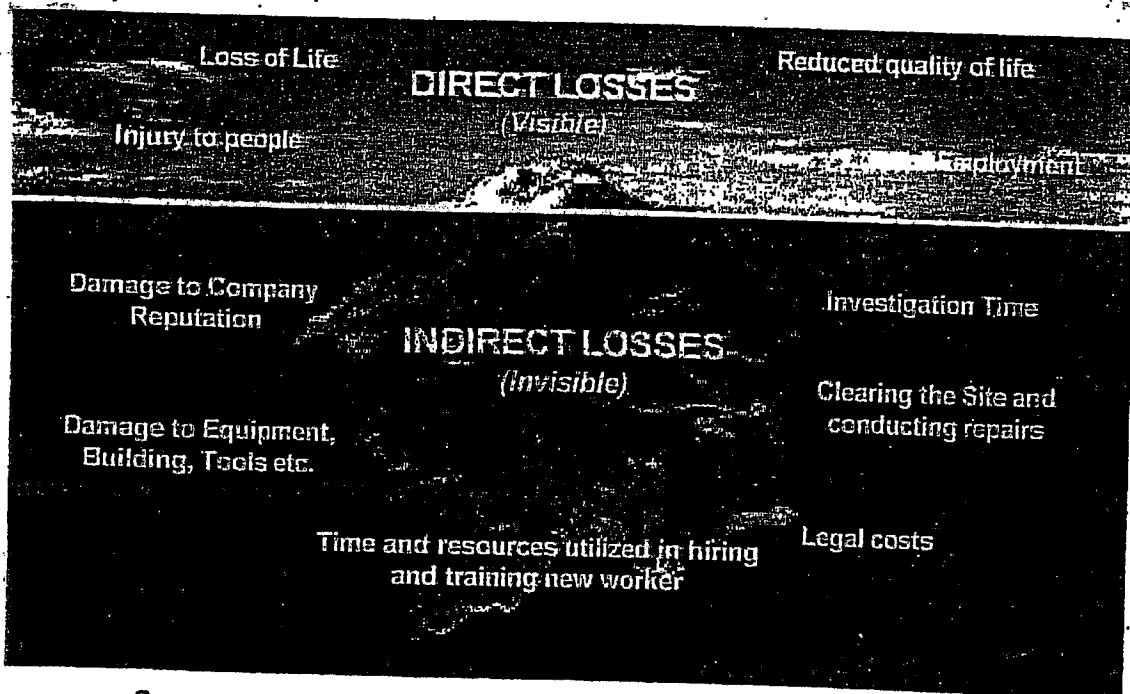 Loss of Life
Reduced quality of life
DIRECT LOSSES
(Visible)
Injury to people
Employment
Damage to Company
Reputation
Investigation Time
INDIRECT LOSSES
(Invisible)
Clearing the Site and
conducting repairs
Damage to Equipment,
Building, Tools etc.
Legal costs
Time and resources utilized in hiring
and training new worker